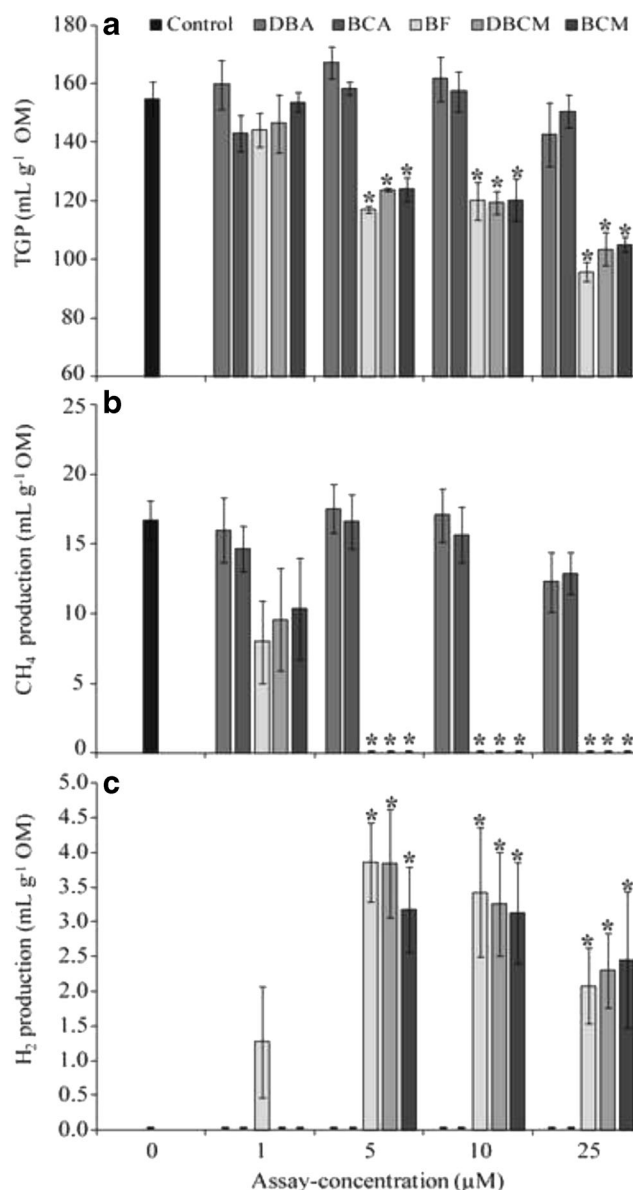 a Control DBA BCA BF DBCM BCM
TGP (mL g⁻¹ OM)
180
160
140
120
100
80
60
* * *
* * *
* * *
b
CH₄ production (mL g⁻¹ OM)
25
20
15
10
5
0
* * * * * * * * *
c
H₂ production (mL g⁻¹ OM)
5.0
4.5
4.0
3.5
3.0
2.5
2.0
1.5
1.0
0.5
0.0
* * *
* * *
* * *
0 1 5 10 25
Assay-concentration (µM)